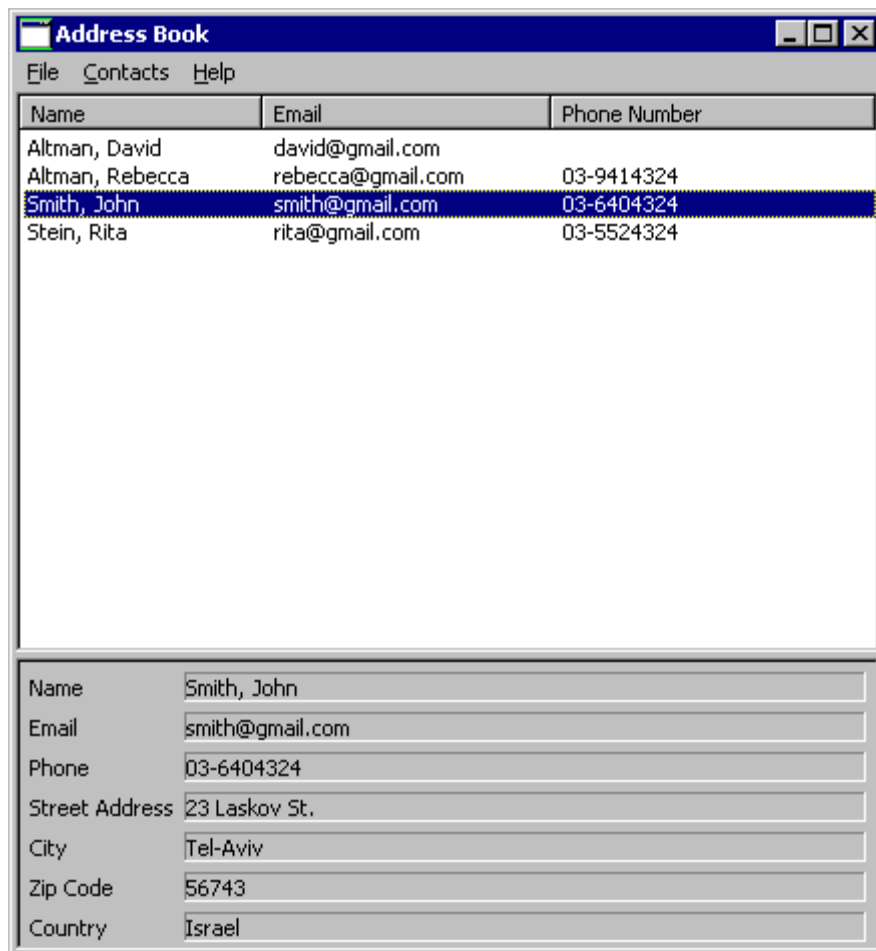 Address Book
File Contacts Help
Name Email Phone Number
Altman, David david@gmail.com
Altman, Rebecca rebecca@gmail.com 03-9414324
Smith, John smith@gmail.com 03-6404324
Stein, Rita rita@gmail.com 03-5524324
Name Smith, John
Email smith@gmail.com
Phone 03-6404324
Street Address 23 Laskov St.
City Tel-Aviv
Zip Code 56743
Country Israel